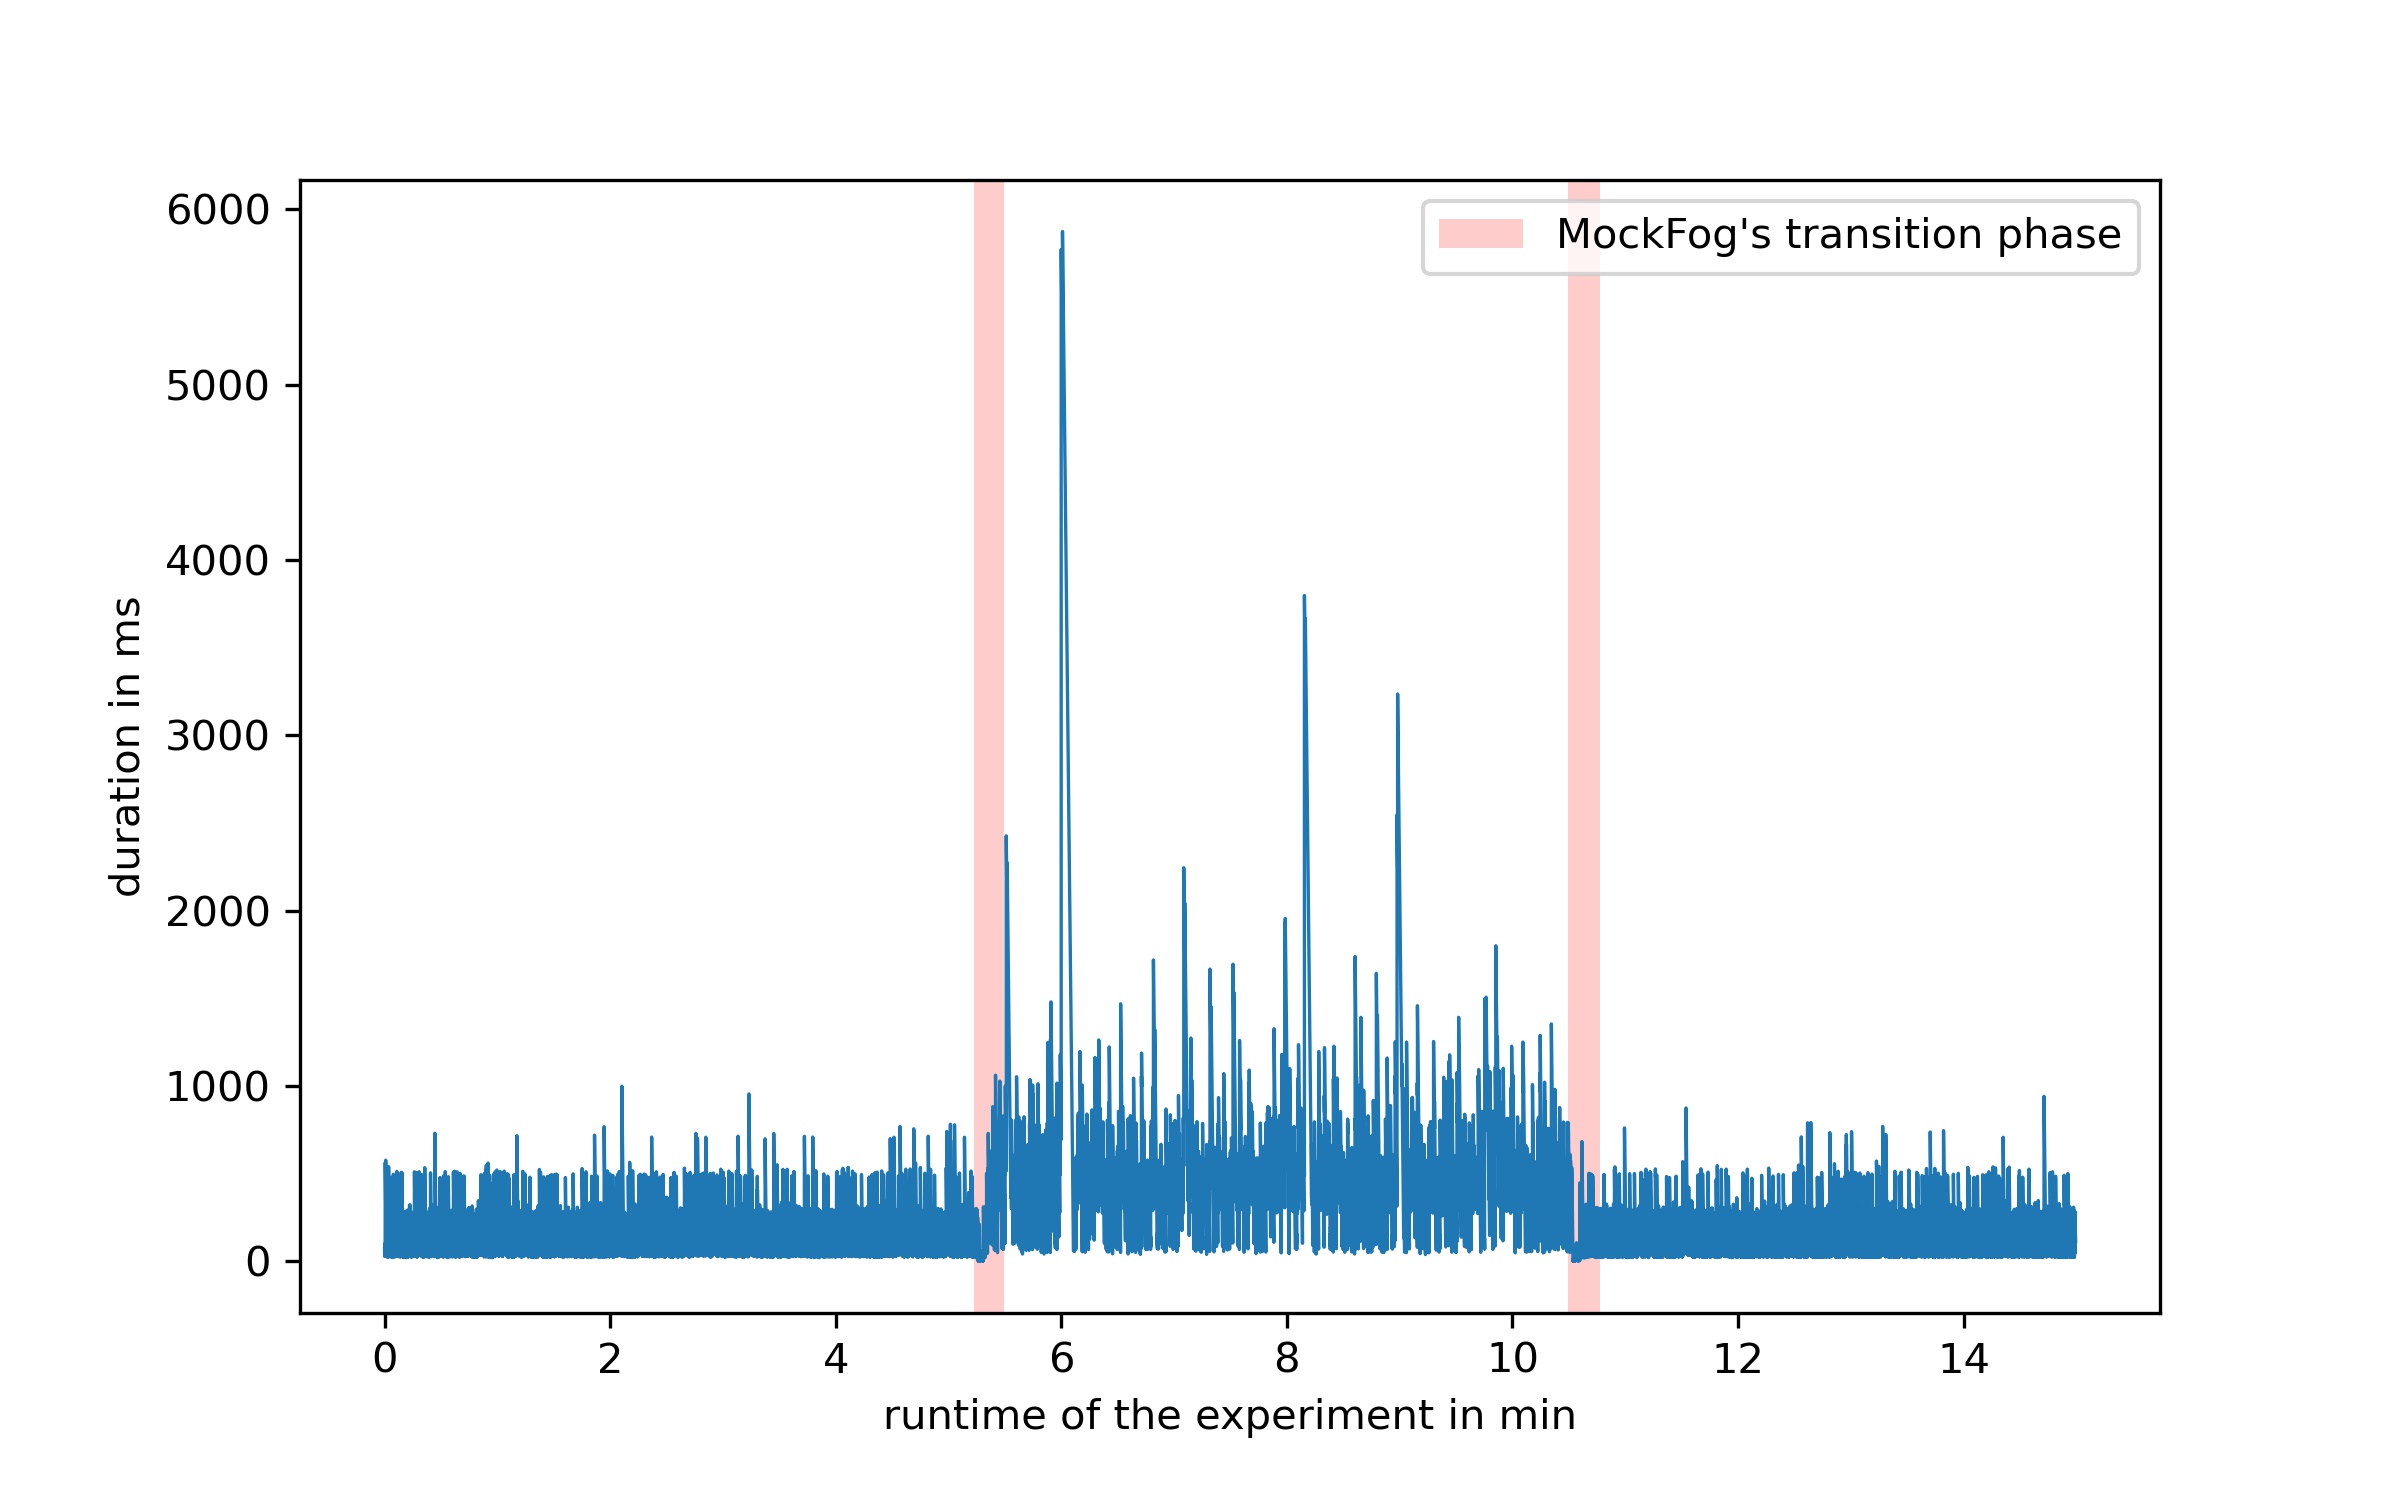 MockFog's transition phase
6000
5000
4000
3000
2000
1000
0
duration in ms
0 2 4 6 8 10 12 14
runtime of the experiment in min